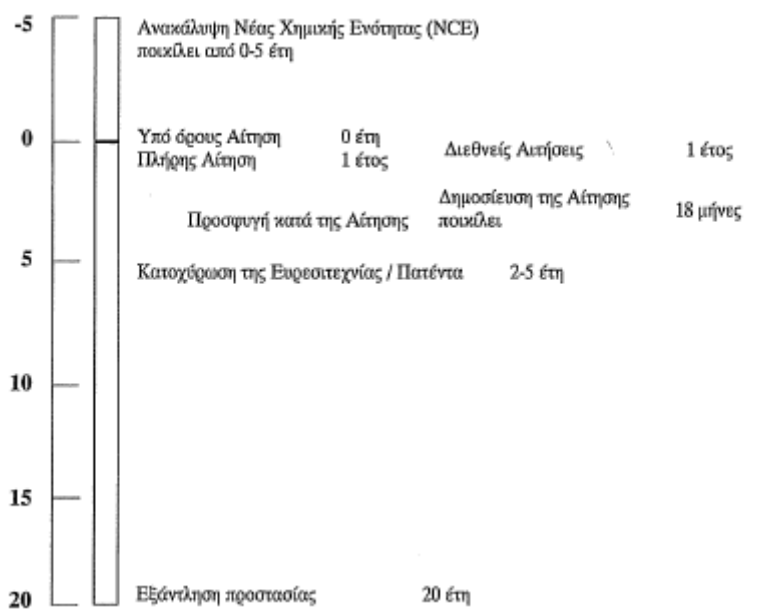 -5
Ανακάλυψη Νέας Χημικής Ενότητας (NCE)
ποικίλει από 0-5 έτη
0
Υπό όρους Αίτηση 0 έτη
Πλήρης Αίτηση 1 έτος
Διεθνείς Αιτήσεις 1 έτος
Δημοσίευση της Αίτησης 18 μήνες
Προσφυγή κατά της Αίτησης ποικίλει
5
Κατοχύρωση της Ευρεσιτεχνίας / Πατέντα 2-5 έτη
10
15
20
Εξάντληση προστασίας 20 έτη